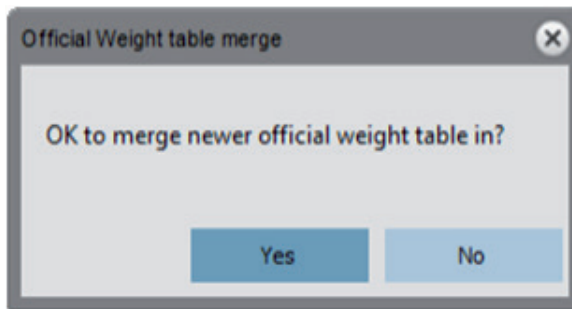 Official Weight table merge
OK to merge newer official weight table in?
Yes
No